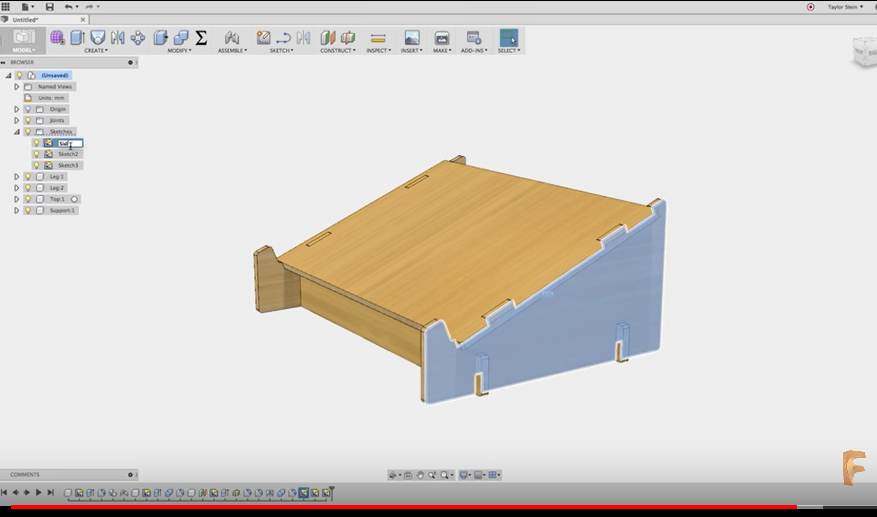 Taylor Stein
Untitled*
MODEL
CREATE
MODIFY
ASSEMBLE
SKETCH
CONSTRUCT
INSPECT
INSERT
MAKE
ADD-INS
SELECT
BROWSER
(Unsaved)
Named Views
Units: mm
Origin
Joints
Sketches
Sketch2
Sketch3
Leg:1
Leg:2
Top:1
Support:1
COMMENTS
F